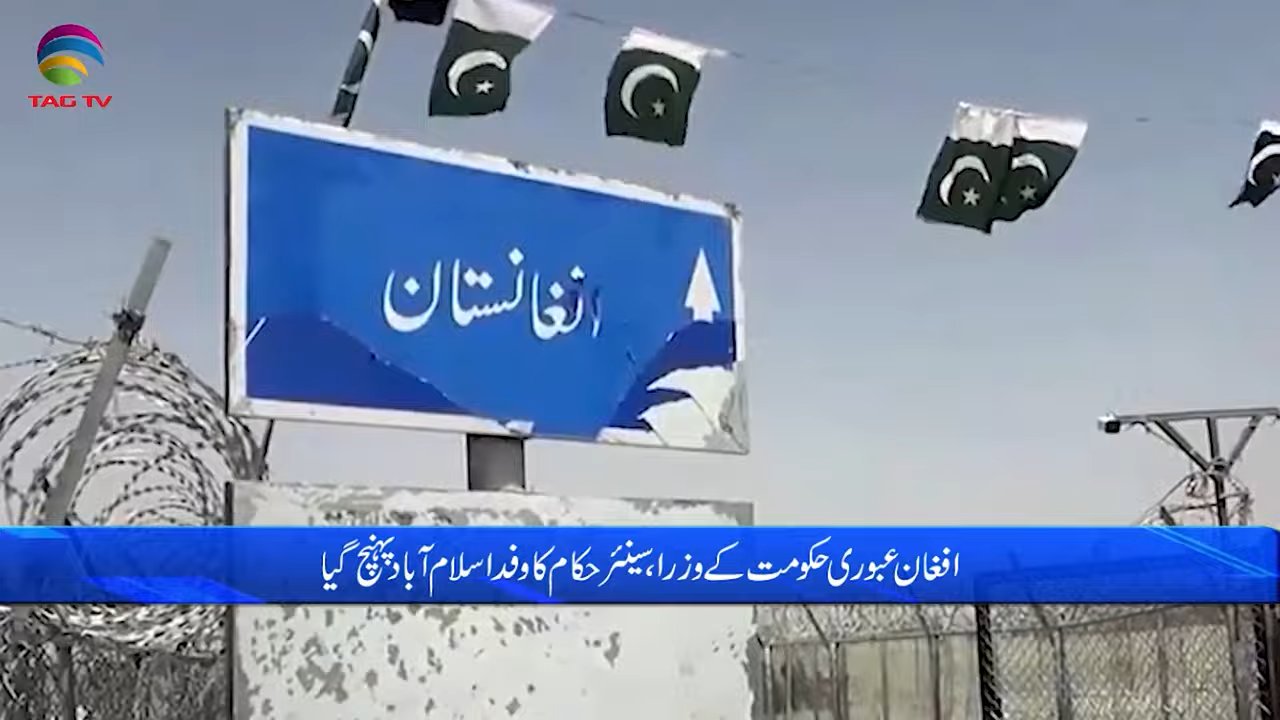 TAG TV
افغانستان
افغان عبوری حکومت کے وزرا، سینئر حکام کا وفد اسلام آباد پہنچ گیا